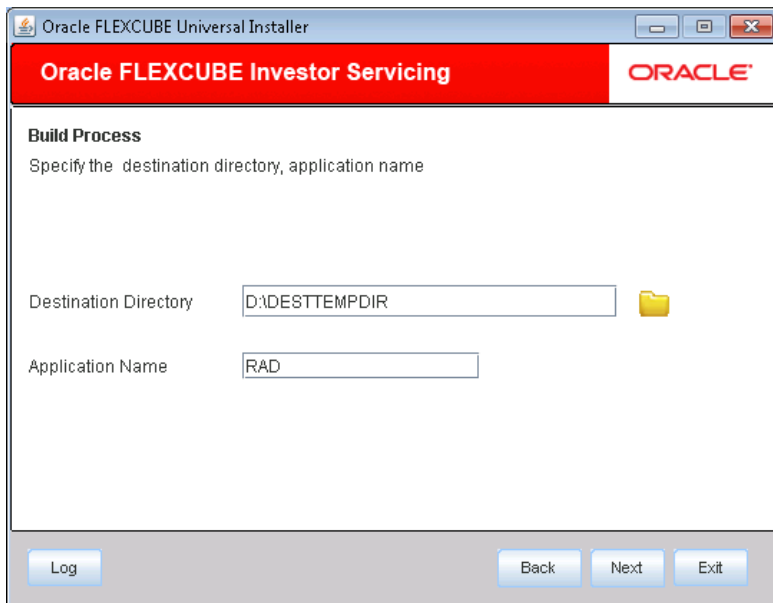 Oracle FLEXCUBE Universal Installer
Oracle FLEXCUBE Investor Servicing
ORACLE
Build Process
Specify the destination directory, application name
Destination Directory D:\DESTTEMPDIR
Application Name RAD
Log Back Next Exit